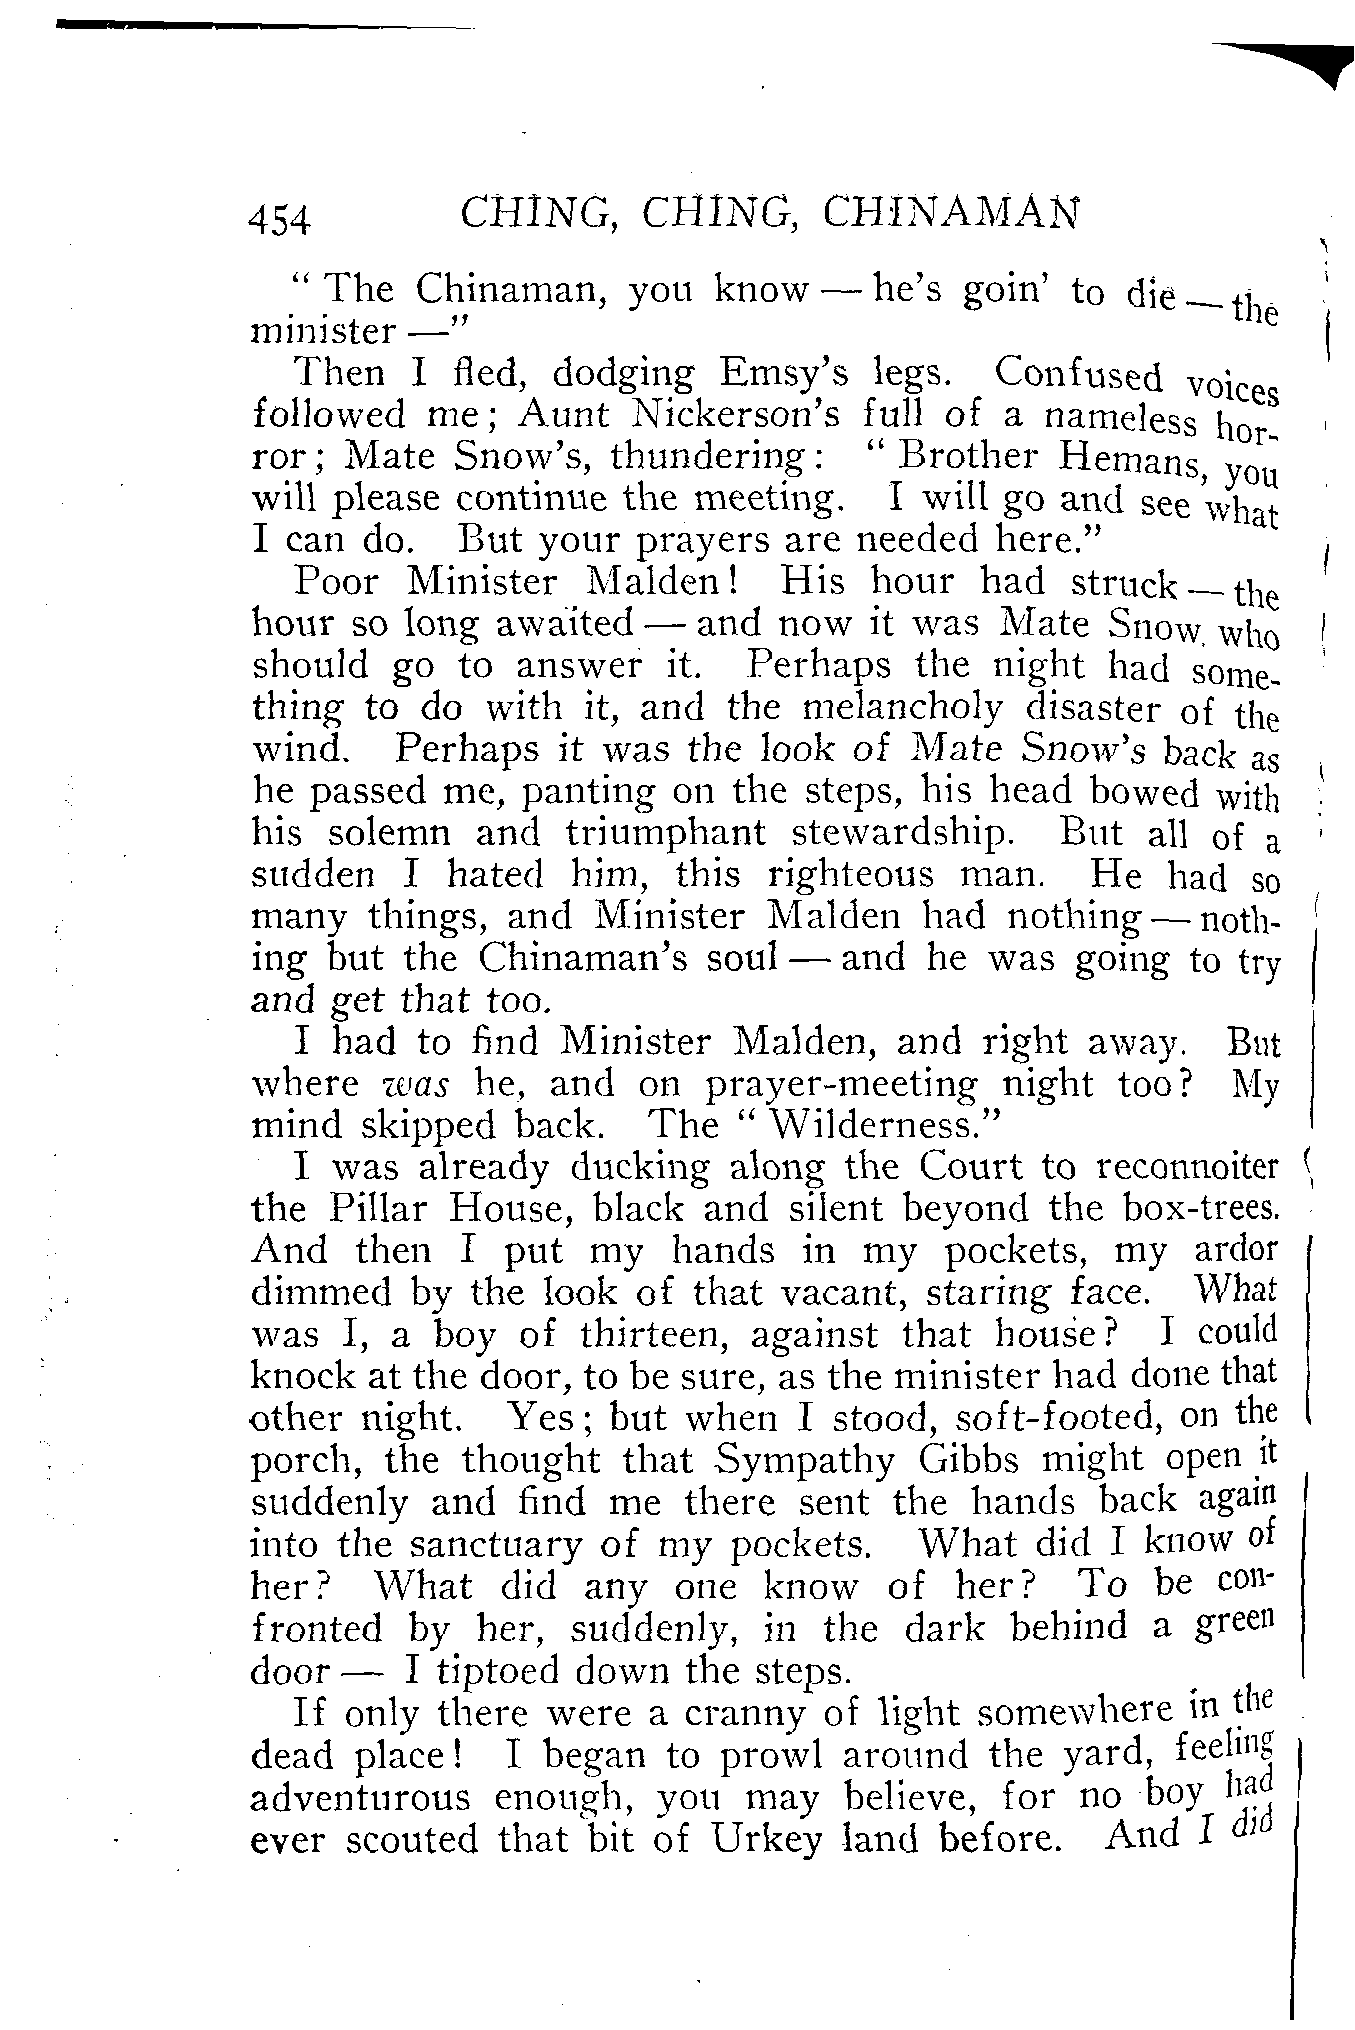 454 CHING, CHING, CHINAMAN
" The Chinaman, you know — he's goin' to die — the
minister —"
Then I fled, dodging Emsy's legs. Confused voices
followed me; Aunt Nickerson's full of a nameless hor-
ror; Mate Snow's, thundering: " Brother Hemans, you
will please continue the meeting. I will go and see what
I can do. But your prayers are needed here."
Poor Minister Malden! His hour had struck — the
hour so long awaited — and now it was Mate Snow who
should go to answer it. Perhaps the night had some-
thing to do with it, and the melancholy disaster of the
wind. Perhaps it was the look of Mate Snow's back as
he passed me, panting on the steps, his head bowed with
his solemn and triumphant stewardship. But all of a
sudden I hated him, this righteous man. He had so
many things, and Minister Malden had nothing — noth-
ing but the Chinaman's soul — and he was going to try
and get that too.
I had to find Minister Malden, and right away. But
where was he, and on prayer-meeting night too? My
mind skipped back. The " Wilderness."
I was already ducking along the Court to reconnoiter
the Pillar House, black and silent beyond the box-trees.
And then I put my hands in my pockets, my ardor
dimmed by the look of that vacant, staring face. What
was I, a boy of thirteen, against that house? I could
knock at the door, to be sure, as the minister had done that
other night. Yes; but when I stood, soft-footed, on the
porch, the thought that Sympathy Gibbs might open it
suddenly and find me there sent the hands back again
into the sanctuary of my pockets. What did I know of
her? What did any one know of her? To be con-
fronted by her, suddenly, in the dark behind a green
door — I tiptoed down the steps.
If only there were a cranny of light somewhere in the
dead place! I began to prowl around the yard, feeling
adventurous enough, you may believe, for no boy had
ever scouted that bit of Urkey land before. And I did